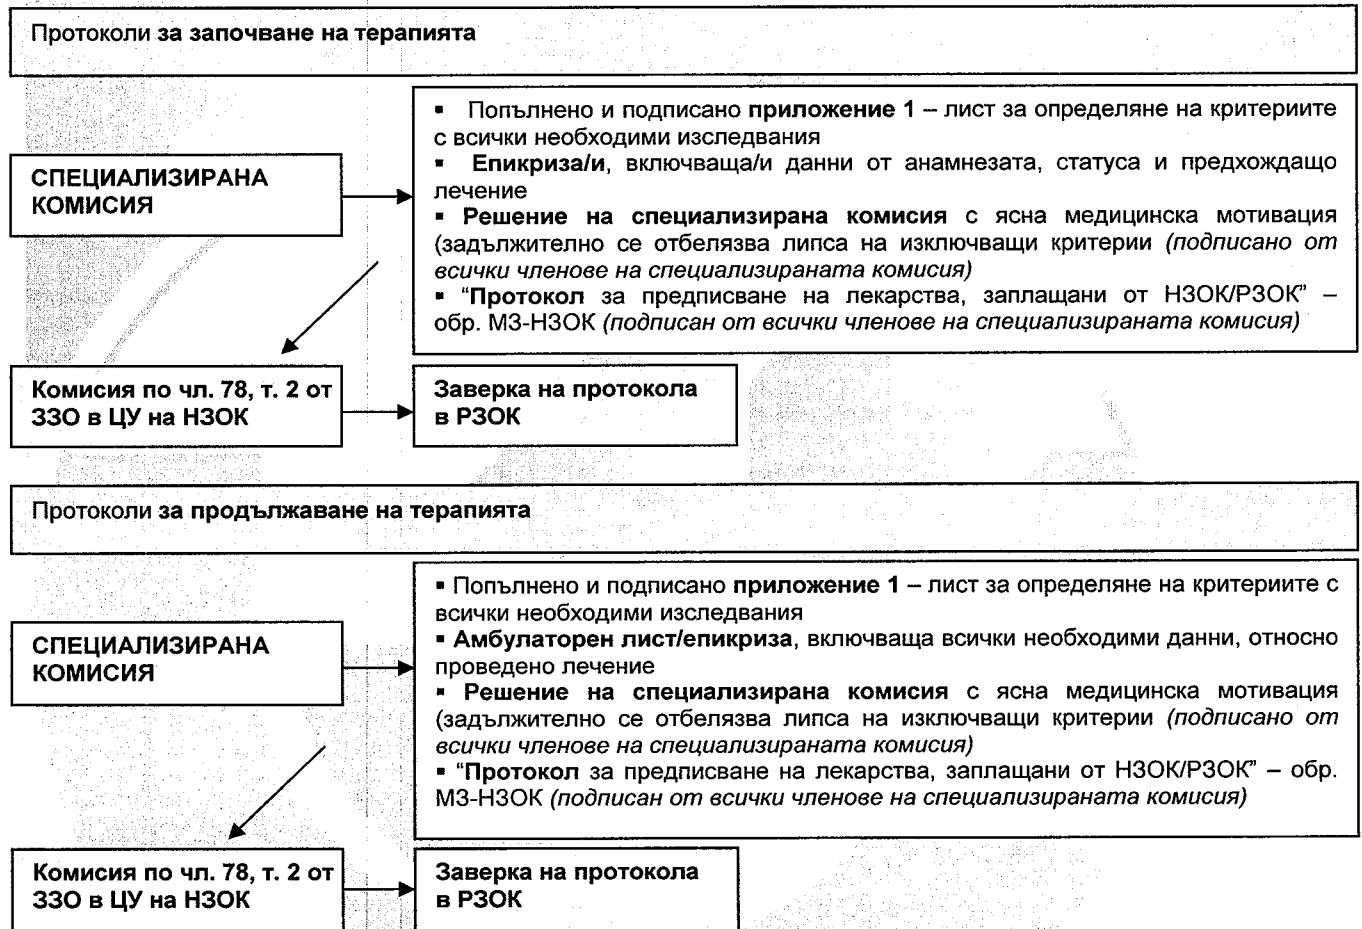 Протоколи за започване на терапията
▪ Попълнено и подписано приложение 1 – лист за определяне на критериите
с всички необходими изследвания
▪ Епикриза/и, включваща/и данни от анамнезата, статуса и предхождащо
лечение
▪ Решение на специализирана комисия с ясна медицинска мотивация
(задължително се отбелязва липса на изключващи критерии (подписано от
всички членове на специализираната комисия)
▪ “Протокол за предписване на лекарства, заплащани от НЗОК/РЗОК” –
обр. МЗ-НЗОК (подписан от всички членове на специализираната комисия)
СПЕЦИАЛИЗИРАНА
КОМИСИЯ
Комисия по чл. 78, т. 2 от
ЗЗО в ЦУ на НЗОК
Заверка на протокола
в РЗОК
Протоколи за продължаване на терапията
▪ Попълнено и подписано приложение 1 – лист за определяне на критериите с
всички необходими изследвания
▪ Амбулаторен лист/епикриза, включваща всички необходими данни, относно
проведено лечение
▪ Решение на специализирана комисия с ясна медицинска мотивация
(задължително се отбелязва липса на изключващи критерии (подписано от
всички членове на специализираната комисия)
▪ “Протокол за предписване на лекарства, заплащани от НЗОК/РЗОК” – обр.
МЗ-НЗОК (подписан от всички членове на специализираната комисия)
СПЕЦИАЛИЗИРАНА
КОМИСИЯ
Комисия по чл. 78, т. 2 от
ЗЗО в ЦУ на НЗОК
Заверка на протокола
в РЗОК